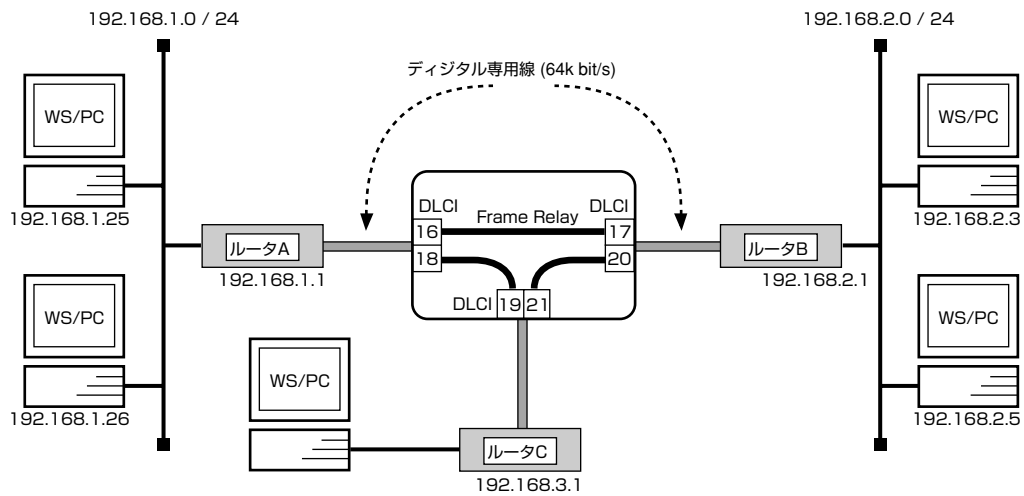 192.168.1.0 / 24
192.168.2.0 / 24
ディジタル専用線 (64k bit/s)
WS/PC
WS/PC
192.168.1.25
192.168.2.3
DLCI
Frame Relay
DLCI
16
17
18
20
ルータA
192.168.1.1
ルータB
192.168.2.1
DLCI
19
21
WS/PC
WS/PC
WS/PC
192.168.1.26
192.168.2.5
ルータC
192.168.3.1